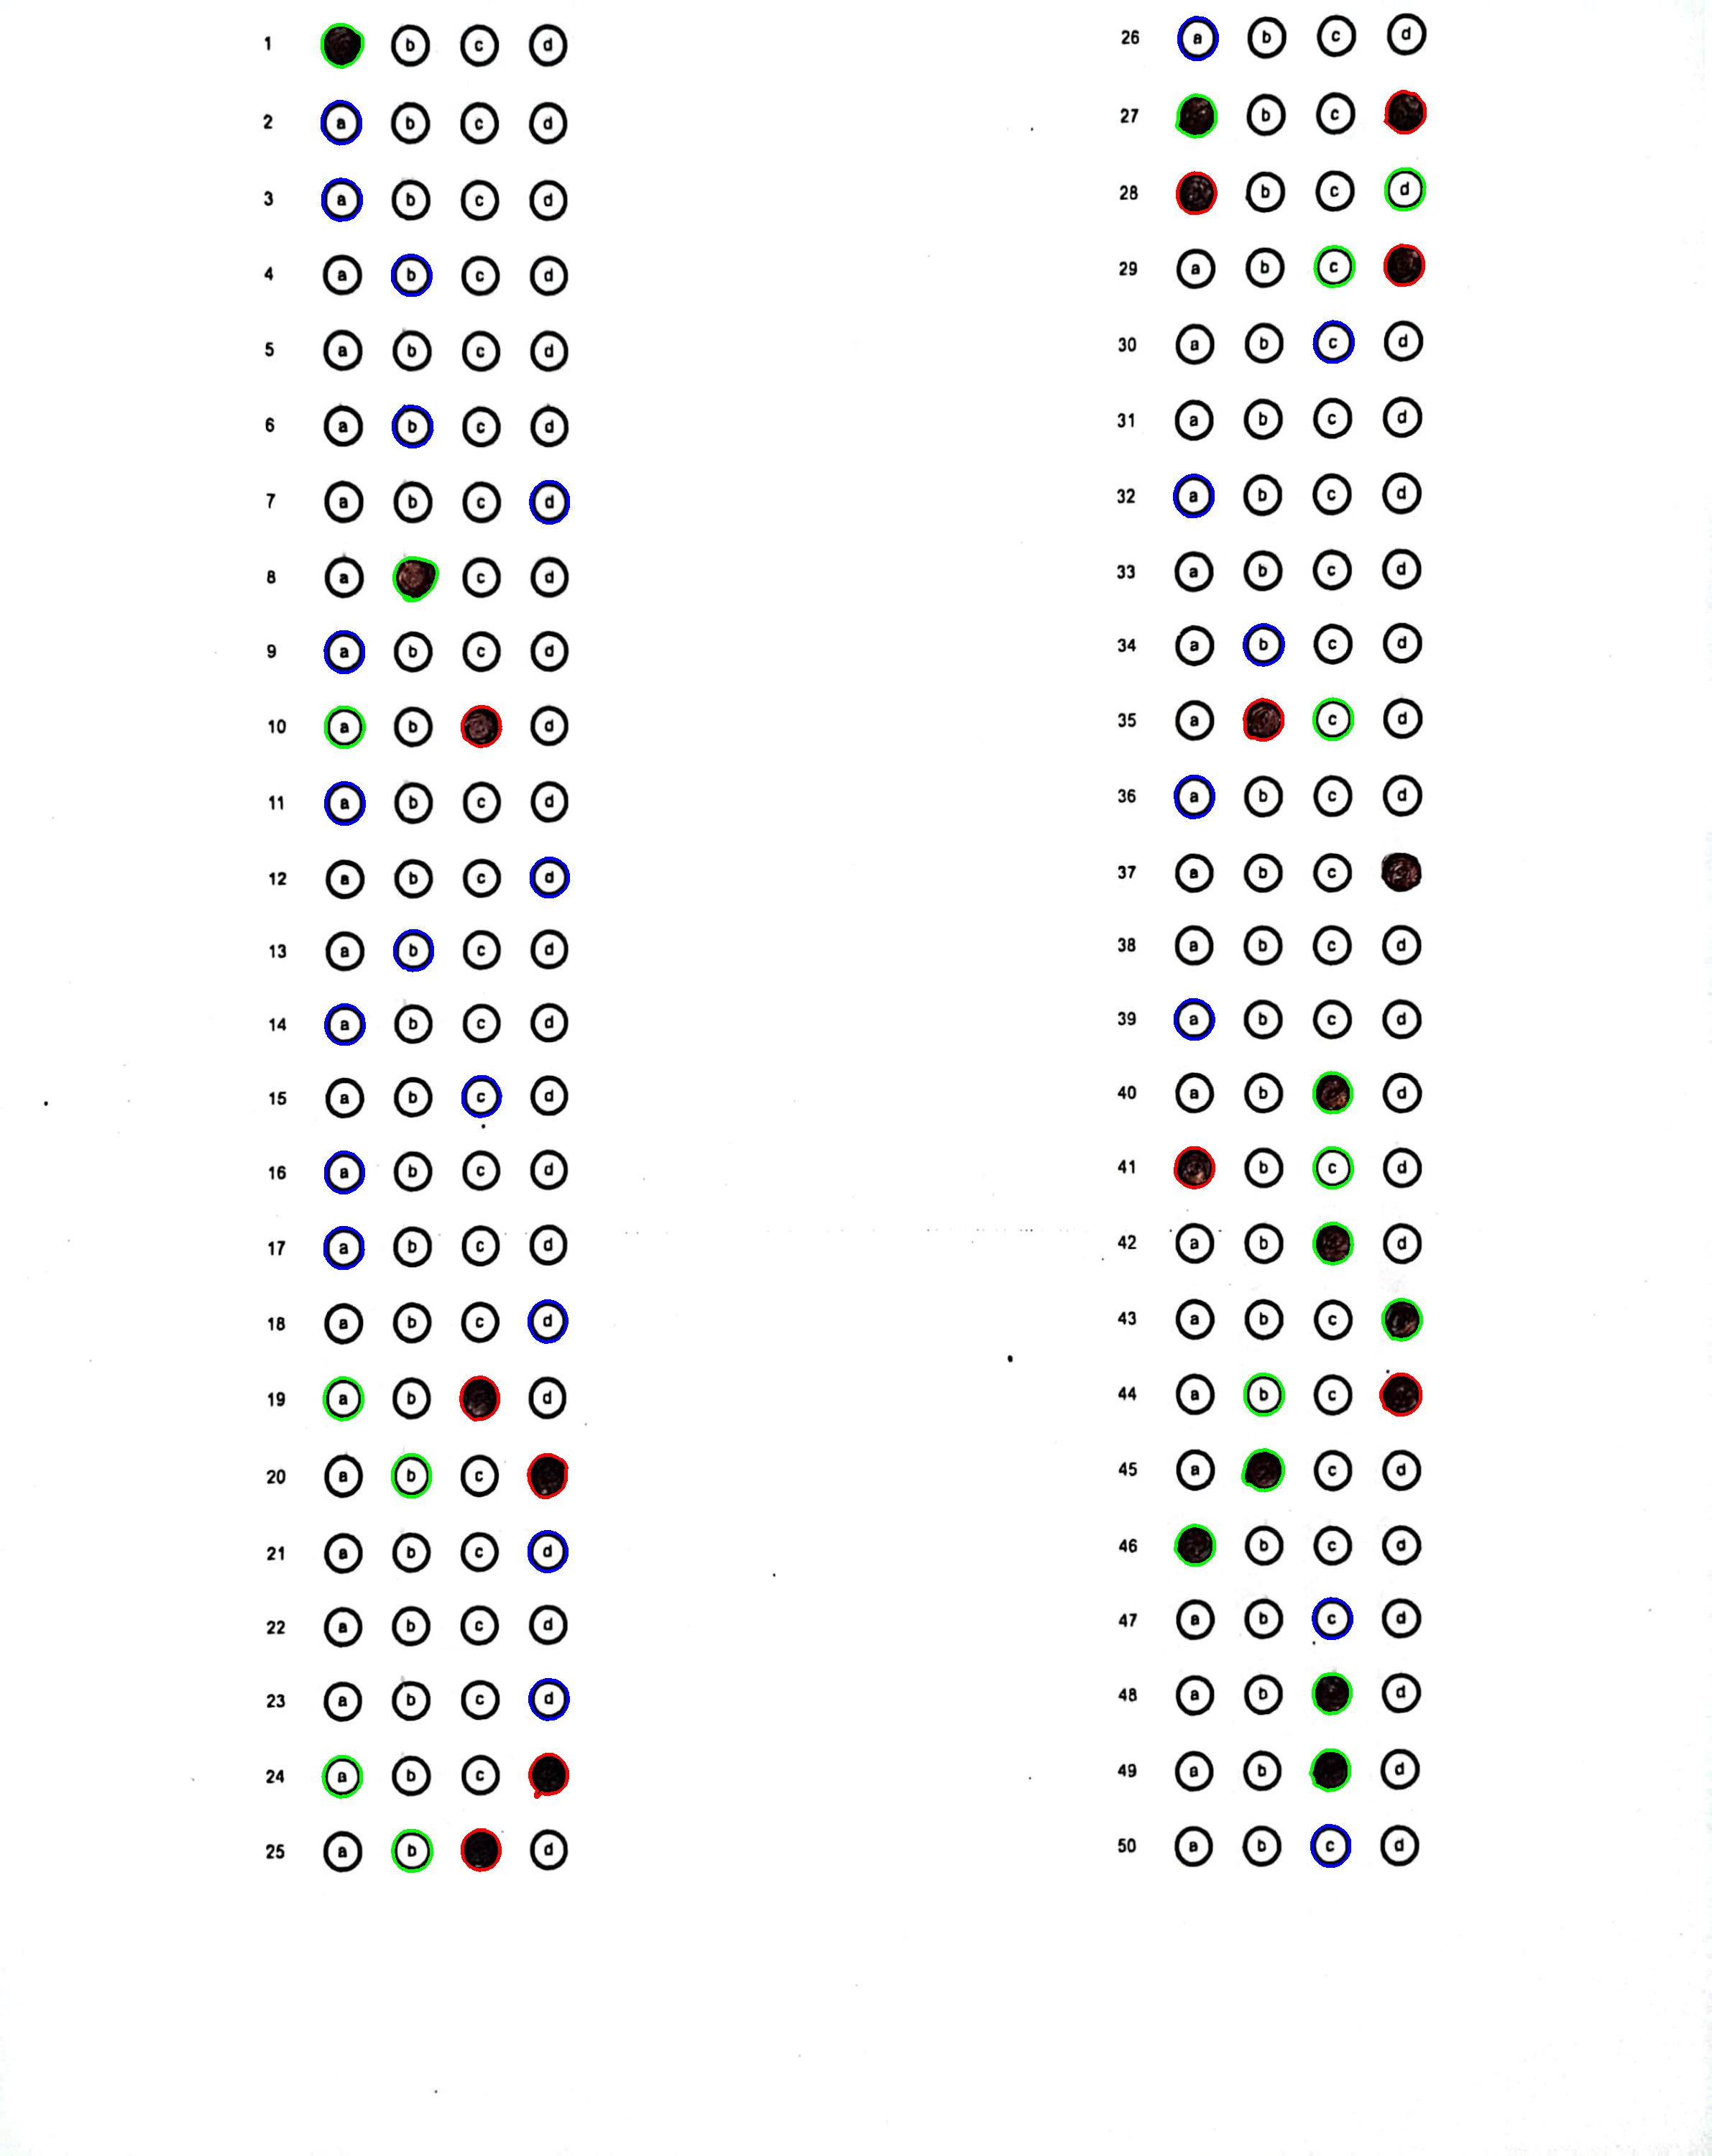 1 b c d
2 a b c d
3 a b c d
4 a b c d
5 a b c d
6 a b c d
7 a b c d
8 a c d
9 a b c d
10 a b d
11 a b c d
12 a b c d
13 a b c d
14 a b c d
15 a b c d
16 a b c d
17 a b c d
18 a b c d
19 a b d
20 a b c
21 a b c d
22 a b c d
23 a b c d
24 a b c
25 a b d
26 a b c d
27 b c
28 b c d
29 a b c
30 a b c d
31 a b c d
32 a b c d
33 a b c d
34 a b c d
35 a c d
36 a b c d
37 a b c
38 a b c d
39 a b c d
40 a b d
41 b c d
42 a b d
43 a b c
44 a b c
45 a c d
46 b c d
47 a b c d
48 a b d
49 a b d
50 a b c d